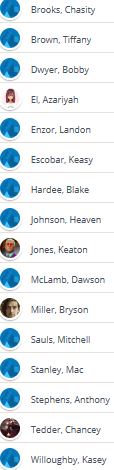 Brooks, Chasity
Brown, Tiffany
Dwyer, Bobby
El, Azariyah
Enzor, Landon
Escobar, Keasy
Hardee, Blake
Johnson, Heaven
Jones, Keaton
McLamb, Dawson
Miller, Bryson
Sauls, Mitchell
Stanley, Mac
Stephens, Anthony
Tedder, Chancey
Willoughby, Kasey